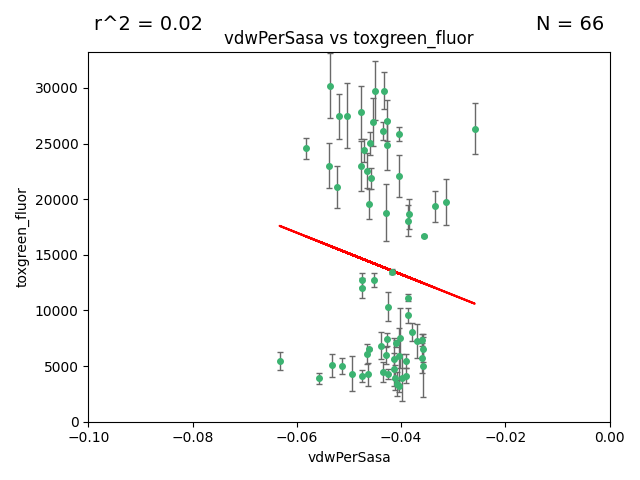 r^2 = 0.02
N = 66
vdwPerSasa vs toxgreen_fluor
30000
25000
20000
15000
10000
5000
0
toxgreen_fluor
−0.10
−0.08
−0.06
−0.04
−0.02
0.00
vdwPerSasa